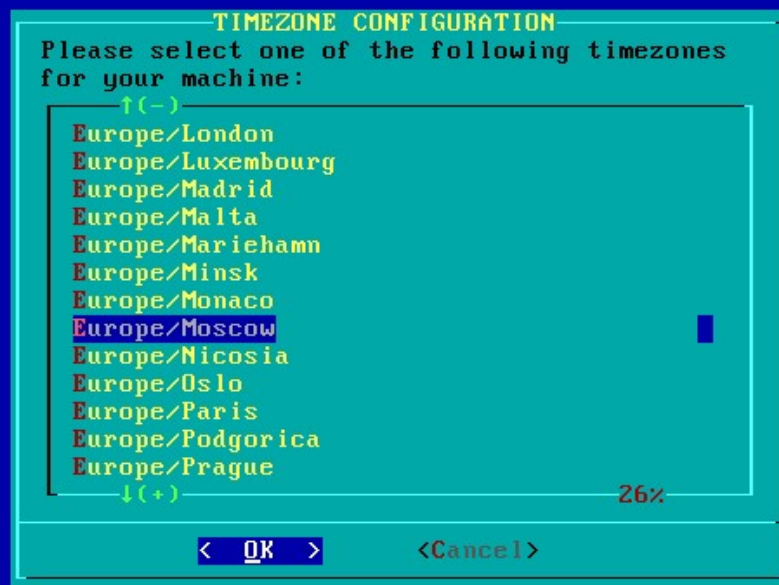 TIMEZONE CONFIGURATION
Please select one of the following timezones
for your machine:
↑(-)
Europe/London
Europe/Luxembourg
Europe/Madrid
Europe/Malta
Europe/Mariehamn
Europe/Minsk
Europe/Monaco
Europe/Moscow
Europe/Nicosia
Europe/Oslo
Europe/Paris
Europe/Podgorica
Europe/Prague
↓(+) 26%
< OK > <Cancel>